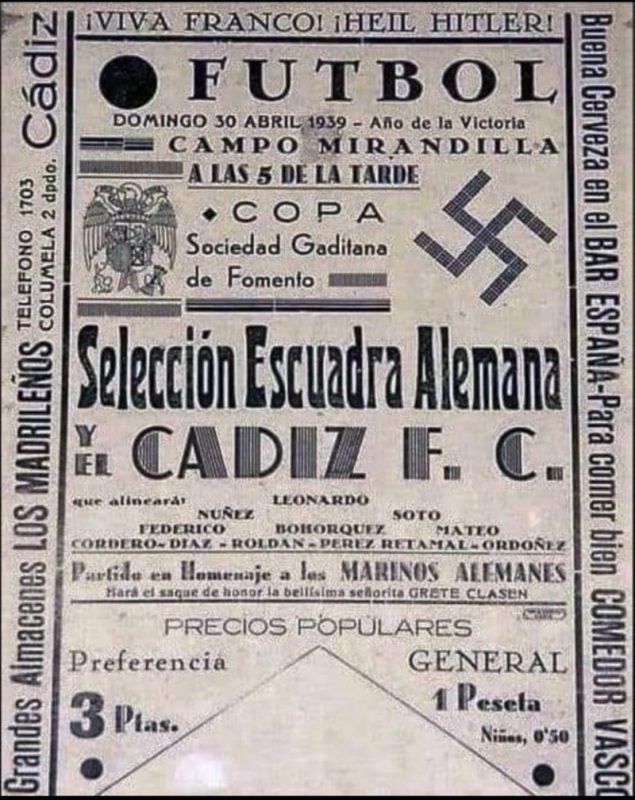 ¡VIVA FRANCO! ¡HEIL HITLER!
FUTBOL
DOMINGO 30 ABRIL 1939 - Año de la Victoria
CAMPO MIRANDILLA
A LAS 5 DE LA TARDE
COPA
Sociedad Gaditana
de Fomento
Selección Escuadra Alemana
Y EL CADIZ F. C.
que alineará: LEONARDO
NUÑEZ SOTO
FEDERICO BOHORQUEZ MATEO
CORDERO - DIAZ - ROLDAN - PEREZ RETAMAL - ORDOÑEZ
Partido en Homenaje a los MARINOS ALEMANES
Hará el saque de honor la bellísima señorita GRETE CLASEN
PRECIOS POPULARES
Preferencia GENERAL
3 Ptas. 1 Peseta
Niños, 0'50
Grandes Almacenes LOS MADRILEÑOS TELEFONO 1703 COLUMELA 2 dpdo. Cádiz
Buena Cerveza en el BAR ESPAÑA-Para comer bien COMEDOR VASCO